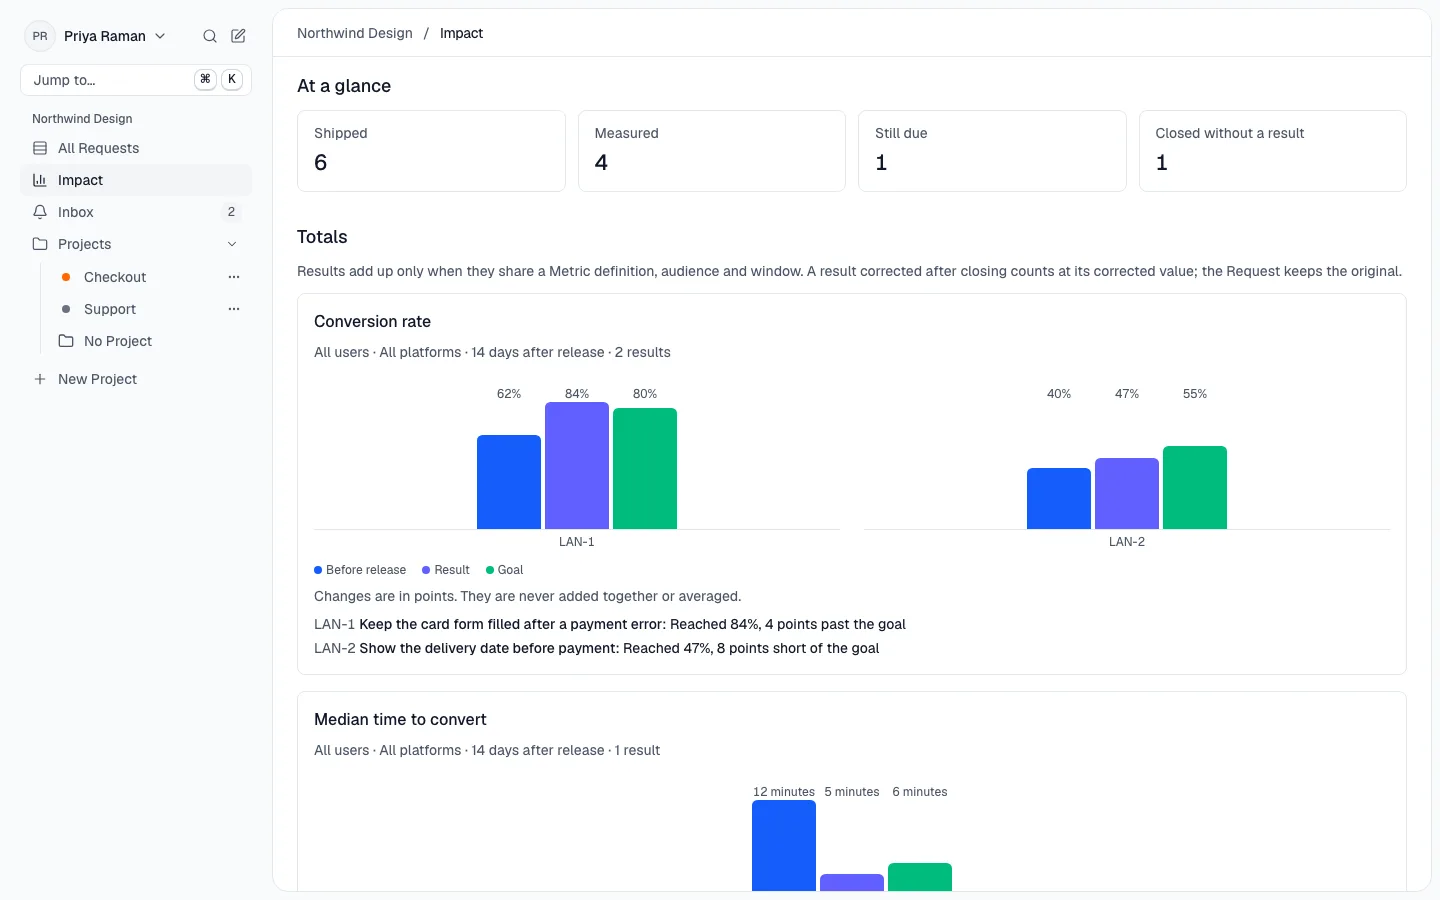 PR Priya Raman
Jump to... ⌘ K
Northwind Design
All Requests
Impact
Inbox 2
Projects
Checkout
Support
No Project
New Project
Northwind Design / Impact
At a glance
Shipped
6
Measured
4
Still due
1
Closed without a result
1
Totals
Results add up only when they share a Metric definition, audience and window. A result corrected after closing counts at its corrected value; the Request keeps the original.
Conversion rate
All users · All platforms · 14 days after release · 2 results
62% 84% 80%
LAN-1
40% 47% 55%
LAN-2
Before release Result Goal
Changes are in points. They are never added together or averaged.
LAN-1 Keep the card form filled after a payment error: Reached 84%, 4 points past the goal
LAN-2 Show the delivery date before payment: Reached 47%, 8 points short of the goal
Median time to convert
All users · All platforms · 14 days after release · 1 result
12 minutes 5 minutes 6 minutes